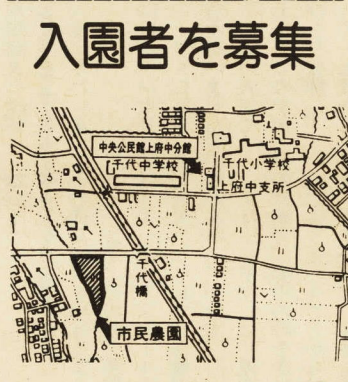 入園者を募集
中央公民館上府中分館
千代中学校
千代小学校
上府中支所
千代橋
市民農園